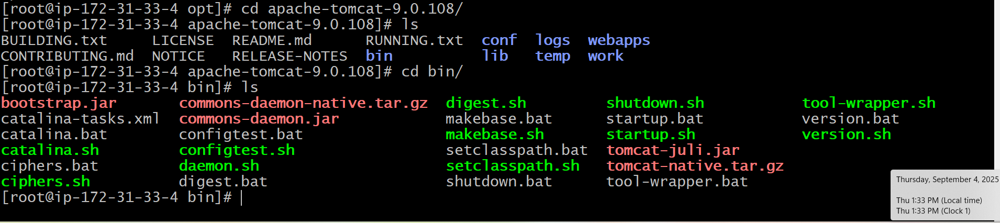 [root@ip-172-31-33-4 opt]# cd apache-tomcat-9.0.108/
[root@ip-172-31-33-4 apache-tomcat-9.0.108]# ls
BUILDING.txt     LICENSE  README.md      RUNNING.txt  conf  logs  webapps
CONTRIBUTING.md  NOTICE   RELEASE-NOTES  bin          lib   temp  work
[root@ip-172-31-33-4 apache-tomcat-9.0.108]# cd bin/
[root@ip-172-31-33-4 bin]# ls
bootstrap.jar       commons-daemon-native.tar.gz  digest.sh         shutdown.sh           tool-wrapper.sh
catalina-tasks.xml  commons-daemon.jar            makebase.bat      startup.bat           version.bat
catalina.bat        configtest.bat                makebase.sh       startup.sh            version.sh
catalina.sh         configtest.sh                 setclasspath.bat  tomcat-juli.jar
ciphers.bat         daemon.sh                     setclasspath.sh   tomcat-native.tar.gz
ciphers.sh          digest.bat                    shutdown.bat      tool-wrapper.bat
[root@ip-172-31-33-4 bin]#
Thursday, September 4, 2025
Thu 1:33 PM (Local time)
Thu 1:33 PM (Clock 1)